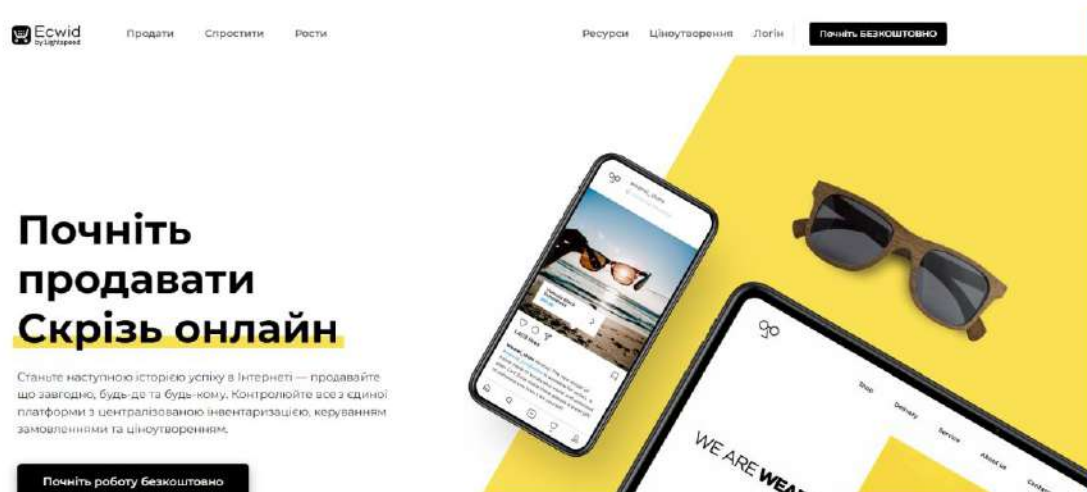 Ecwid
by Lightspeed
Продати
Спростити
Рости
Ресурси
Ціноутворення
Логін
Почніть БЕЗКОШТОВНО
Почніть
продавати
Скрізь онлайн
Станьте наступною історією успіху в Інтернеті — продавайте
що завгодно, будь-де та будь-кому. Контролюйте все з єдиної
платформи з централізованою інвентаризацією, керуванням
замовленнями та ціноутворенням.
Почніть роботу безкоштовно
Shop
Delivery
Service
About us
WE ARE